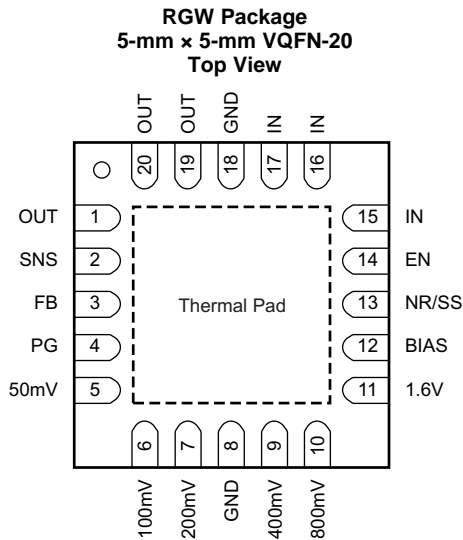 RGW Package
5-mm × 5-mm VQFN-20
Top View
OUT
OUT
GND
IN
IN
20
19
18
17
16
OUT 1
15 IN
SNS 2
14 EN
FB 3
Thermal Pad
13 NR/SS
PG 4
12 BIAS
50mV 5
11 1.6V
6
7
8
9
10
100mV
200mV
GND
400mV
800mV